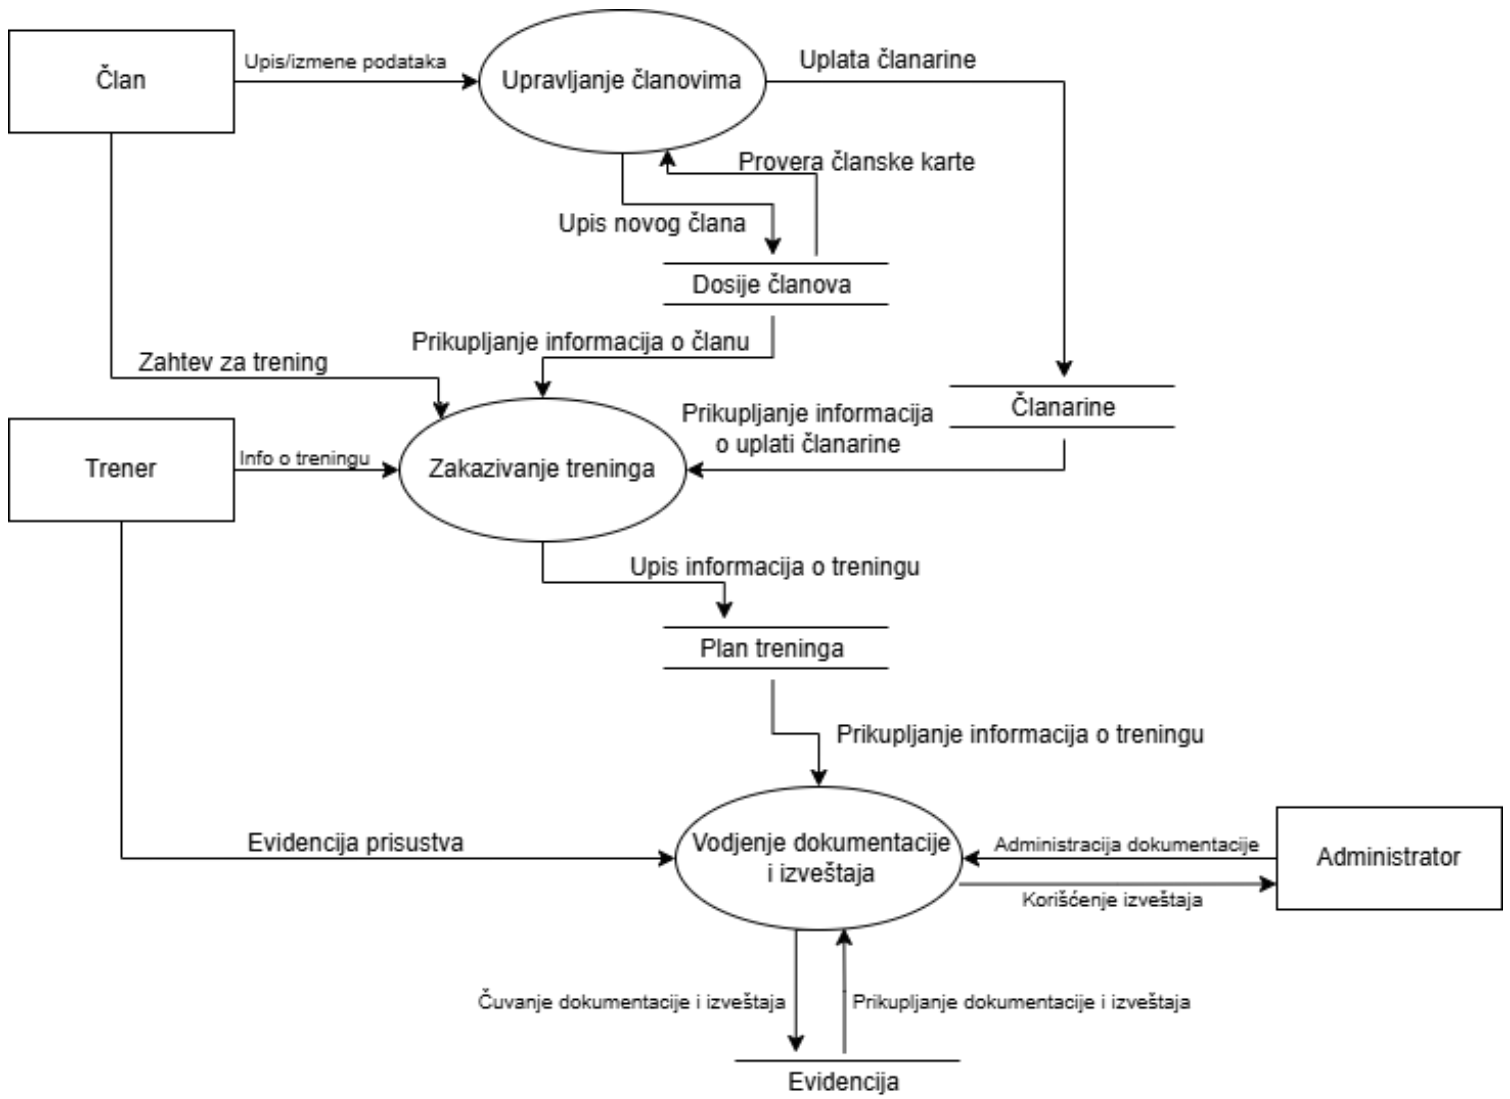 Član
Upis/izmene podataka
Upravljanje članovima
Uplata članarine
Provera članske karte
Upis novog člana
Dosije članova
Prikupljanje informacija o članu
Zahtev za trening
Članarine
Prikupljanje informacija
o uplati članarine
Trener
Info o treningu
Zakazivanje treninga
Upis informacija o treningu
Plan treninga
Prikupljanje informacija o treningu
Evidencija prisustva
Vodjenje dokumentacije
i izveštaja
Administracija dokumentacije
Administrator
Korišćenje izveštaja
Čuvanje dokumentacije i izveštaja
Prikupljanje dokumentacije i izveštaja
Evidencija